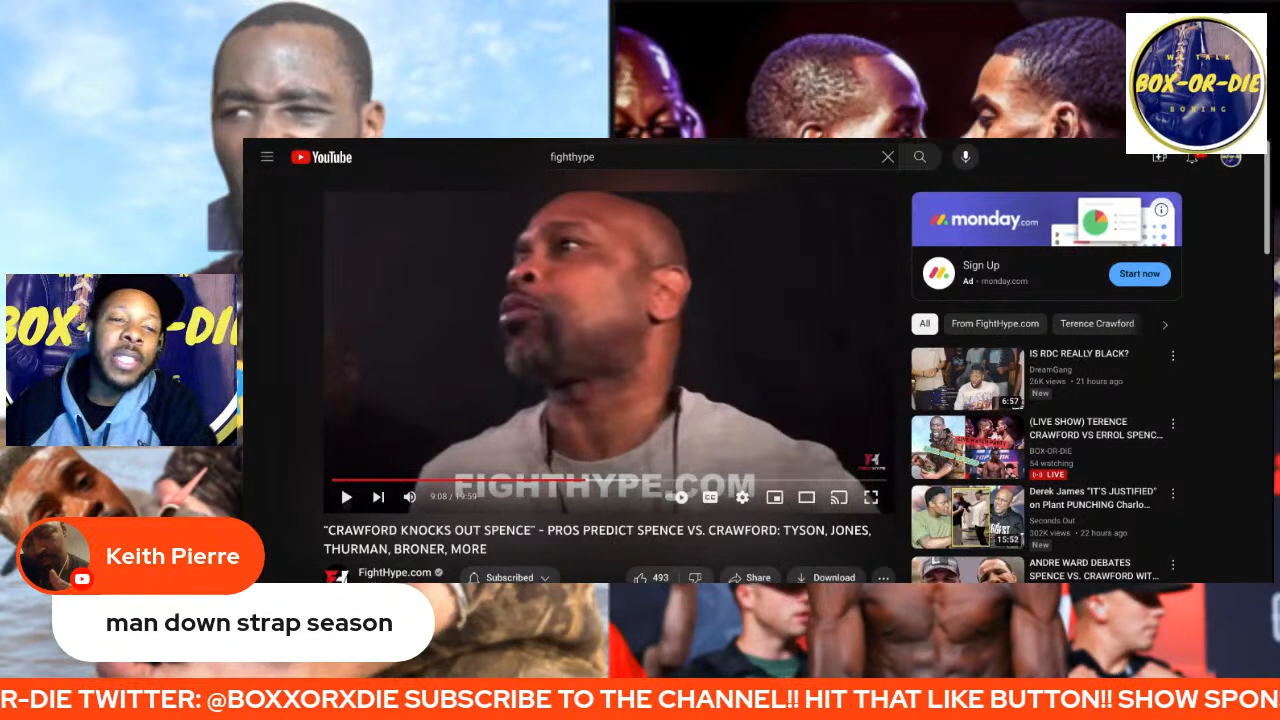 WE TALK
BOX-OR-DIE
BOXING
YouTube
fighthype
monday.com
Sign Up
Ad • monday.com
Start now
All
From FightHype.com
Terence Crawford
IS RDC REALLY BLACK?
DreamGang
26K views • 21 hours ago
New
6:57
(LIVE SHOW) TERENCE
CRAWFORD VS ERROL SPENC...
BOX-OR-DIE
54 watching
LIVE
Derek James "IT'S JUSTIFIED"
on Plant PUNCHING Charlo...
Seconds Out
302K views • 22 hours ago
New
15:52
ANDRE WARD DEBATES
SPENCE VS. CRAWFORD WIT...
FIGHTHYPE.COM
9:08 / 19:59
CC
"CRAWFORD KNOCKS OUT SPENCE" - PROS PREDICT SPENCE VS. CRAWFORD: TYSON, JONES,
THURMAN, BRONER, MORE
FightHype.com
Subscribed
493
Share
Download
BOX-
-DIE
Keith Pierre
man down strap season
R-DIE TWITTER: @BOXXORXDIE SUBSCRIBE TO THE CHANNEL!! HIT THAT LIKE BUTTON!! SHOW SPON